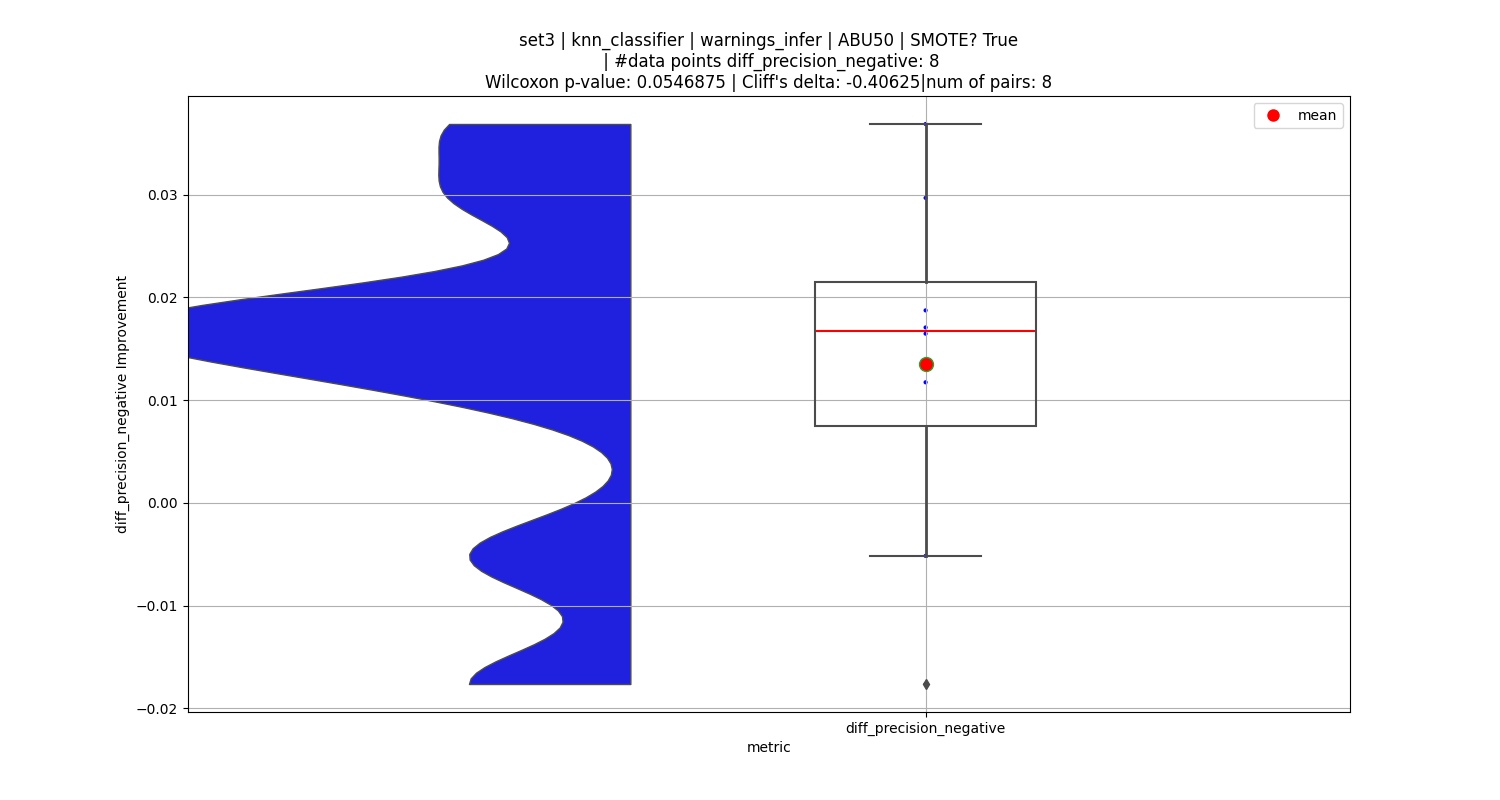 set3 | knn_classifier | warnings_infer | ABU50 | SMOTE? True
| #data points diff_precision_negative: 8
Wilcoxon p-value: 0.0546875 | Cliff's delta: -0.40625|num of pairs: 8
mean
diff_precision_negative Improvement
0.03
0.02
0.01
0.00
−0.01
−0.02
diff_precision_negative
metric